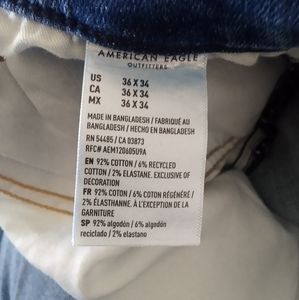 AMERICAN EAGLE
OUTFITTERS
US 36 X 34
CA 36 X 34
MX 36 X 34
MADE IN BANGLADESH / FABRIQUÉ AU
BANGLADESH / HECHO EN BANGLADESH
RN 54485 / CA 03873
RFC# AEM120605U9A
EN 92% COTTON / 6% RECYCLED
COTTON / 2% ELASTANE. EXCLUSIVE OF
DECORATION
FR 92% COTON / 6% COTON RÉGÉNÉRÉ /
2% ÉLASTHANNE. À L'EXCEPTION DE LA
GARNITURE
SP 92% algodón / 6% algodón
reciclado / 2% elastano